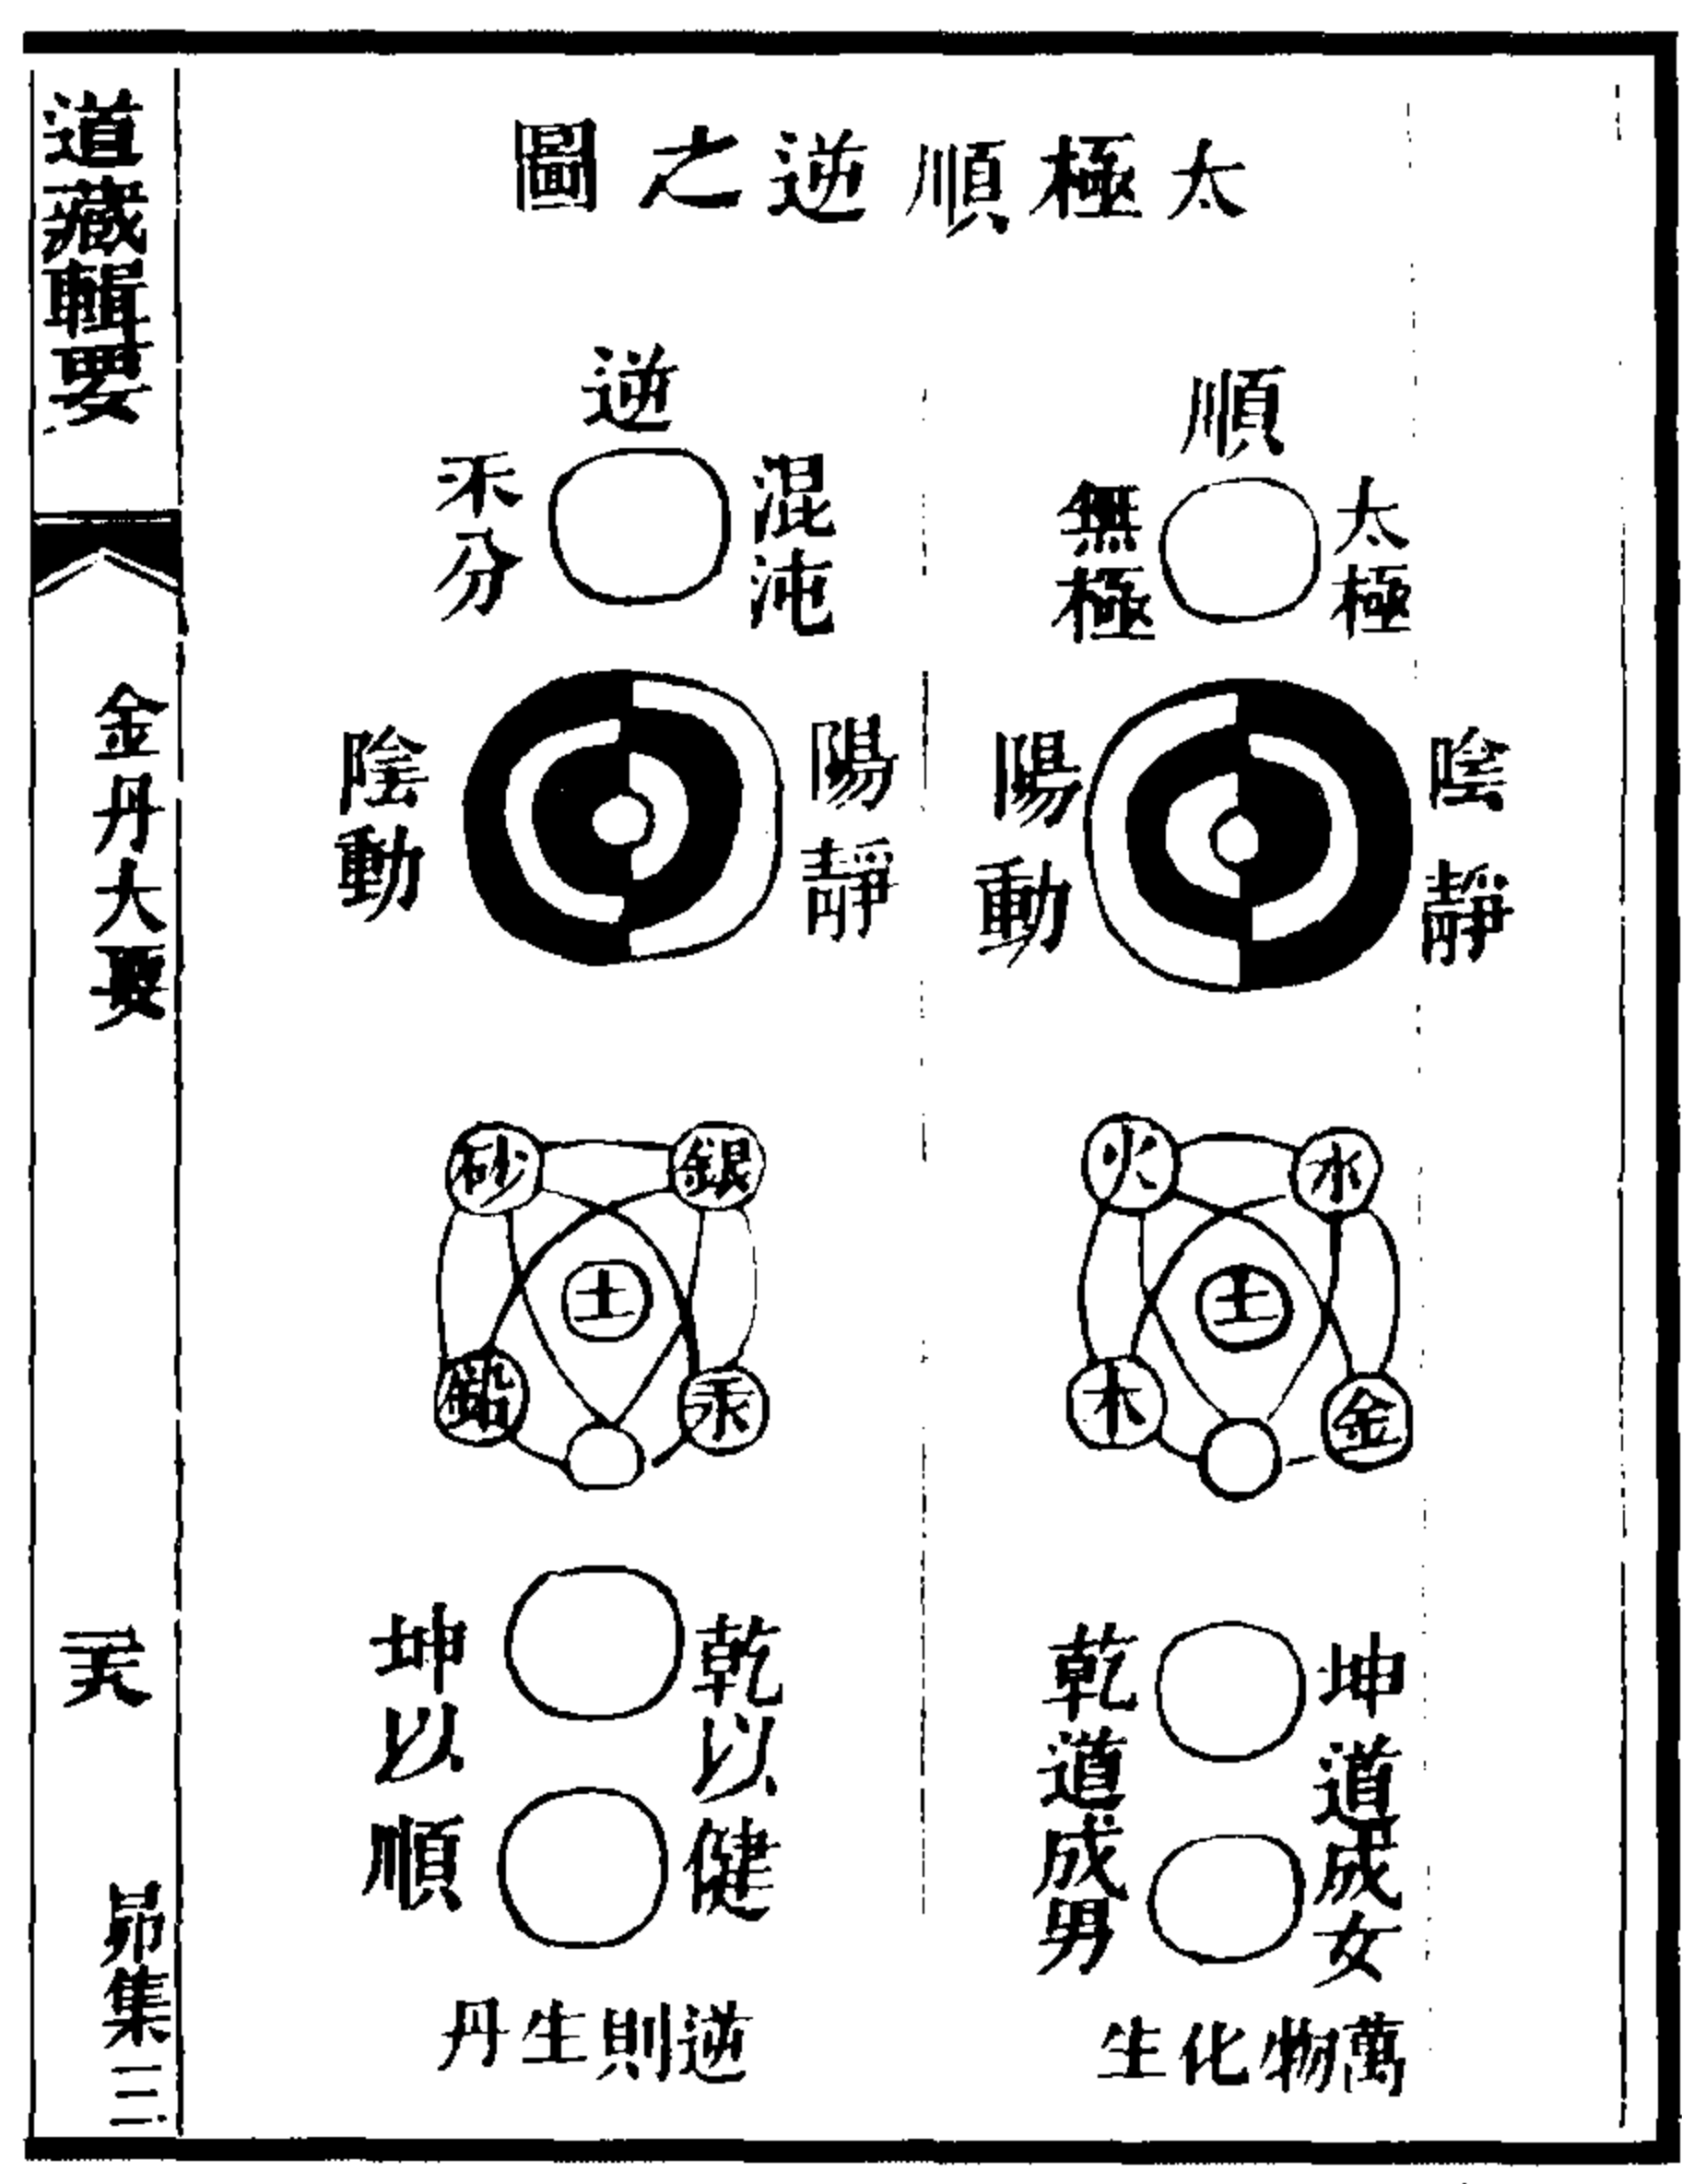 太極順逆之圖
順
太極
無極
陰靜
陽動
水
火
土
金
木
坤道成女
乾道成男
萬物化生
逆
混沌
未分
陽靜
陰動
銀
砂
土
汞
鉛
乾以健
坤以順
逆則生丹
道藏輯要
金丹大要
昴集三